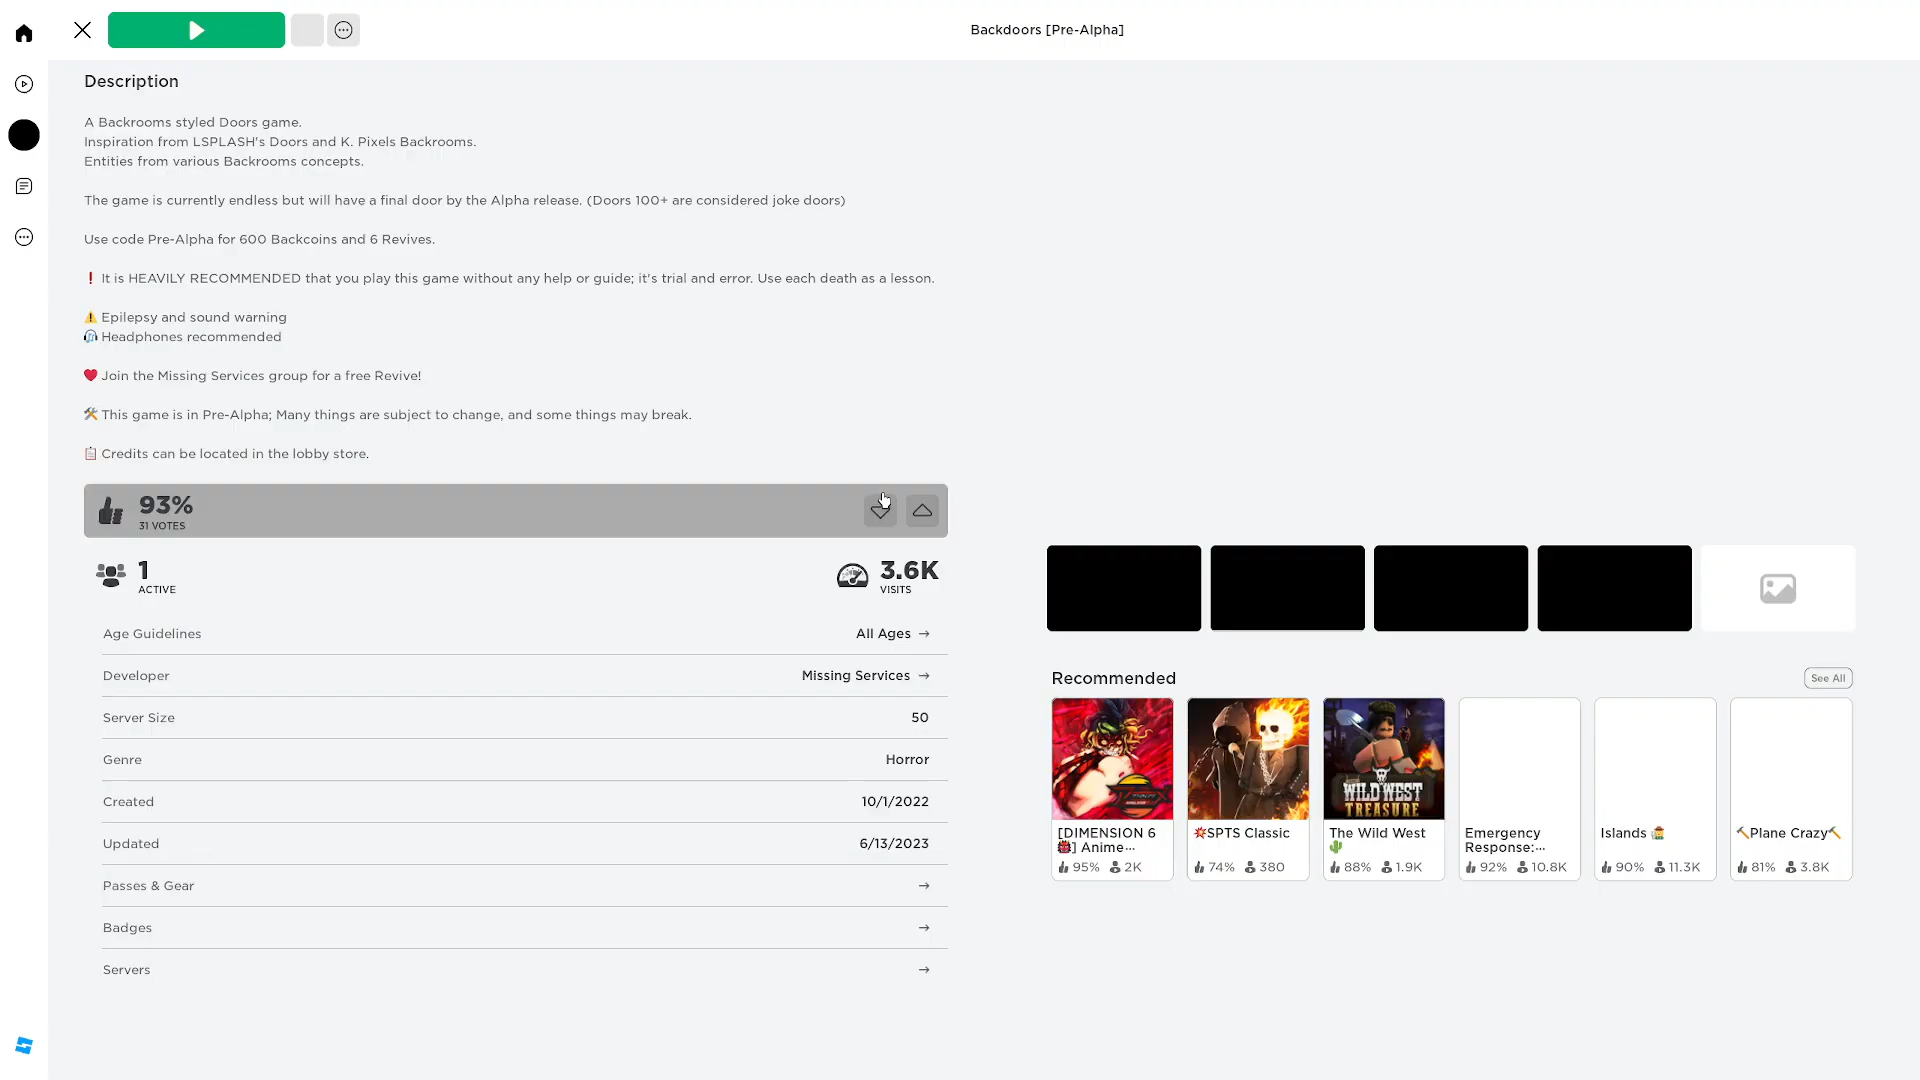 Backdoors [Pre-Alpha]
Description
A Backrooms styled Doors game.
Inspiration from LSPLASH's Doors and K. Pixels Backrooms.
Entities from various Backrooms concepts.
The game is currently endless but will have a final door by the Alpha release. (Doors 100+ are considered joke doors)
Use code Pre-Alpha for 600 Backcoins and 6 Revives.
❗ It is HEAVILY RECOMMENDED that you play this game without any help or guide; it's trial and error. Use each death as a lesson.
⚠️ Epilepsy and sound warning
🎧 Headphones recommended
❤️ Join the Missing Services group for a free Revive!
🛠️ This game is in Pre-Alpha; Many things are subject to change, and some things may break.
📋 Credits can be located in the lobby store.
93%
31 VOTES
1
ACTIVE
3.6K
VISITS
Age Guidelines All Ages →
Developer Missing Services →
Server Size 50
Genre Horror
Created 10/1/2022
Updated 6/13/2023
Passes & Gear →
Badges →
Servers →
Recommended
See All
WILD WEST
TREASURE
[DIMENSION 6
👹] Anime...
95% 2K
💥SPTS Classic
74% 380
The Wild West
🌵
88% 1.9K
Emergency
Response:...
92% 10.8K
Islands 🧑‍🌾
90% 11.3K
🔨Plane Crazy🔨
81% 3.8K